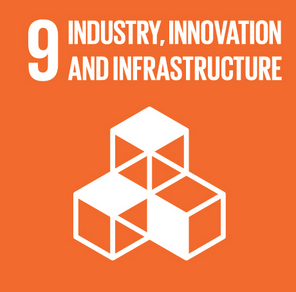 9 INDUSTRY, INNOVATION
AND INFRASTRUCTURE